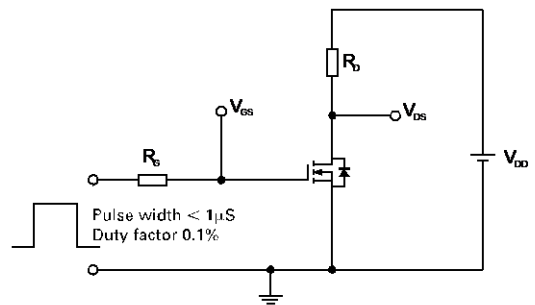 R_D
V_GS
V_DS
R_G
V_DD
Pulse width < 1µS
Duty factor 0.1%